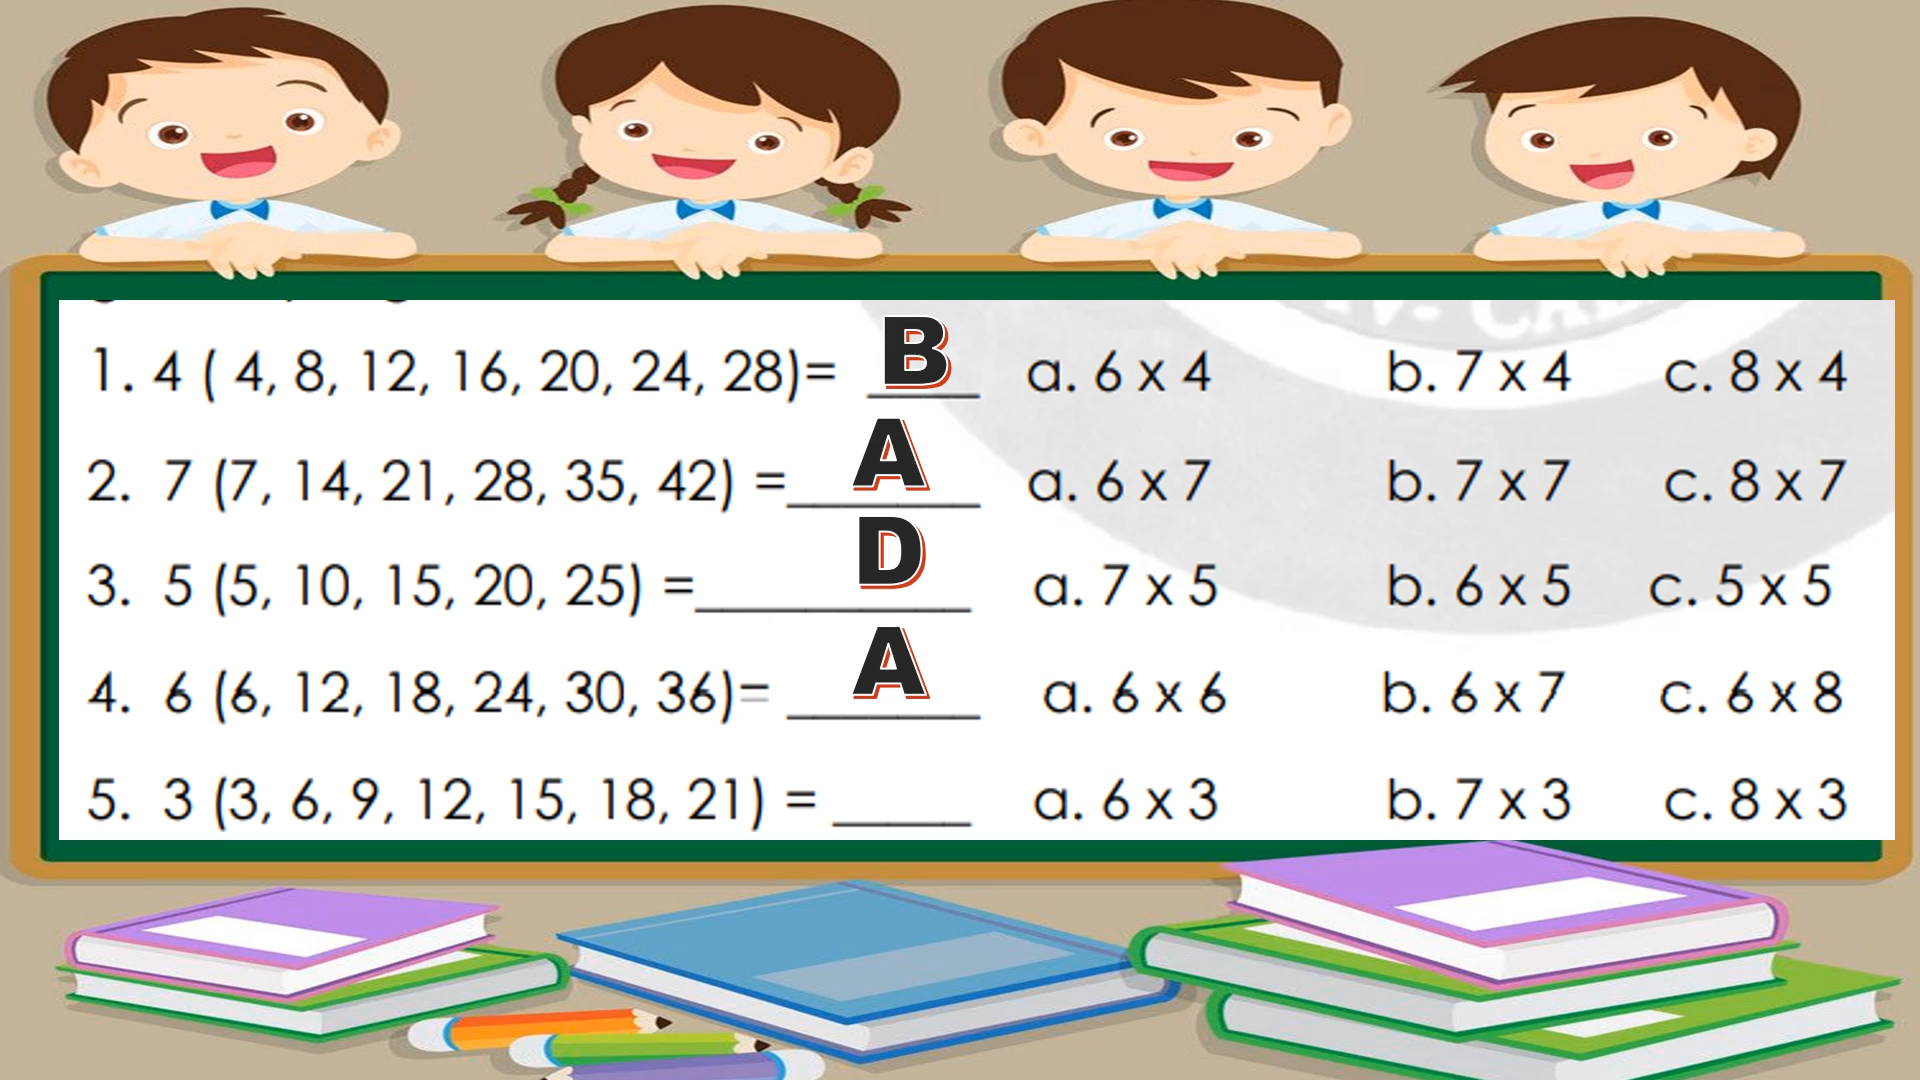 1. 4 ( 4, 8, 12, 16, 20, 24, 28)= B a. 6 x 4 b. 7 x 4 c. 8 x 4
2. 7 (7, 14, 21, 28, 35, 42) = A a. 6 x 7 b. 7 x 7 c. 8 x 7
3. 5 (5, 10, 15, 20, 25) = D a. 7 x 5 b. 6 x 5 c. 5 x 5
4. 6 (6, 12, 18, 24, 30, 36)= A a. 6 x 6 b. 6 x 7 c. 6 x 8
5. 3 (3, 6, 9, 12, 15, 18, 21) = _____ a. 6 x 3 b. 7 x 3 c. 8 x 3